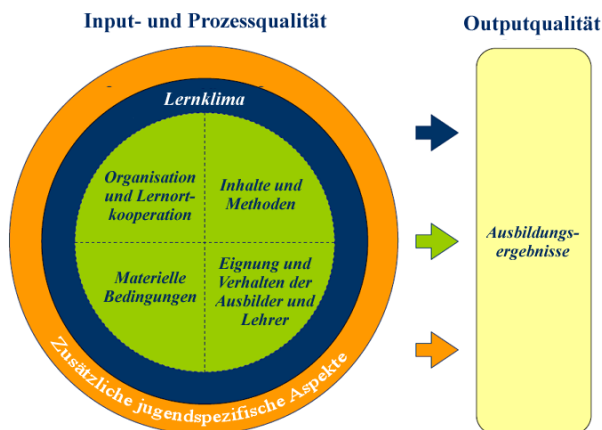 Input- und Prozessqualität
Outputqualität
Lernklima
Organisation
und Lernort-
kooperation
Inhalte und
Methoden
Materielle
Bedingungen
Eignung und
Verhalten der
Ausbilder und
Lehrer
Zusätzliche jugendspezifische Aspekte
Ausbildungs-
ergebnisse